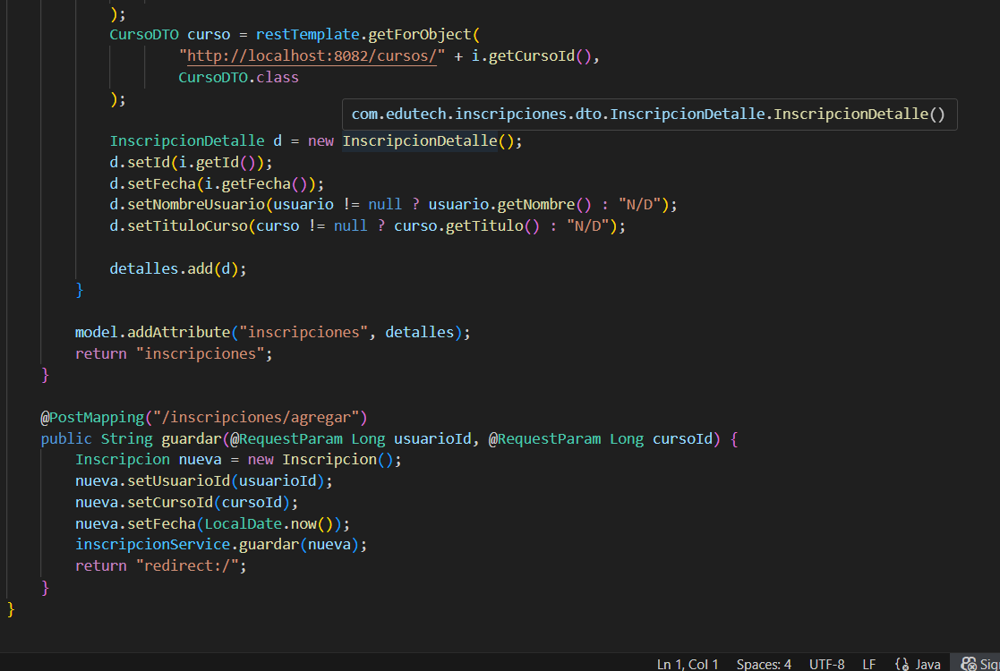 );
CursoDTO curso = restTemplate.getForObject(
"http://localhost:8082/cursos/" + i.getCursoId(),
CursoDTO.class
);
com.edutech.inscripciones.dto.InscripcionDetalle.InscripcionDetalle()
InscripcionDetalle d = new InscripcionDetalle();
d.setId(i.getId());
d.setFecha(i.getFecha());
d.setNombreUsuario(usuario != null ? usuario.getNombre() : "N/D");
d.setTituloCurso(curso != null ? curso.getTitulo() : "N/D");
detalles.add(d);
}
model.addAttribute("inscripciones", detalles);
return "inscripciones";
}
@PostMapping("/inscripciones/agregar")
public String guardar(@RequestParam Long usuarioId, @RequestParam Long cursoId) {
Inscripcion nueva = new Inscripcion();
nueva.setUsuarioId(usuarioId);
nueva.setCursoId(cursoId);
nueva.setFecha(LocalDate.now());
inscripcionService.guardar(nueva);
return "redirect:/";
}
}
Ln 1, Col 1 Spaces: 4 UTF-8 LF {} Java